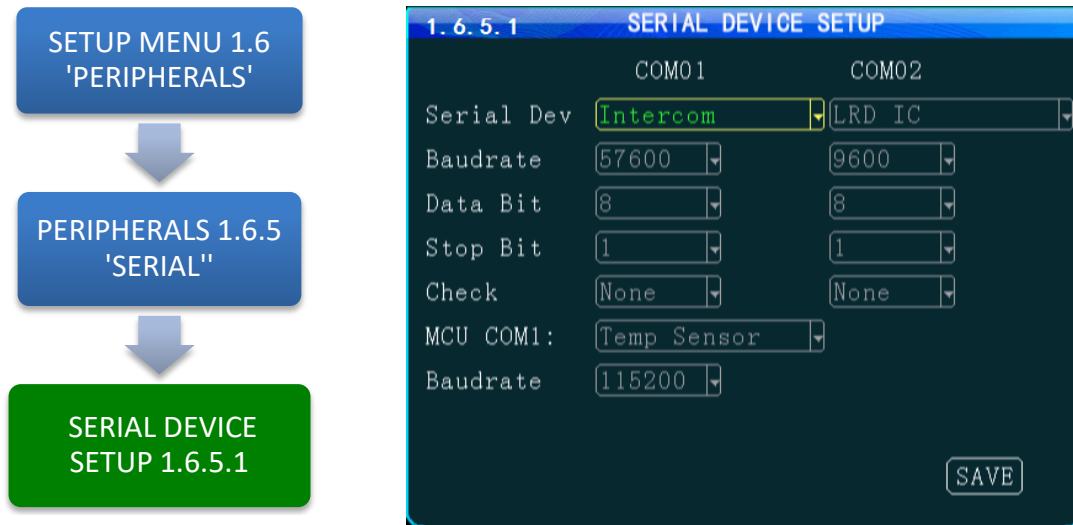 SETUP MENU 1.6
'PERIPHERALS'
PERIPHERALS 1.6.5
'SERIAL''
SERIAL DEVICE
SETUP 1.6.5.1
1.6.5.1 SERIAL DEVICE SETUP
COM01 COM02
Serial Dev Intercom LRD IC
Baudrate 57600 9600
Data Bit 8 8
Stop Bit 1 1
Check None None
MCU COM1: Temp Sensor
Baudrate 115200
SAVE